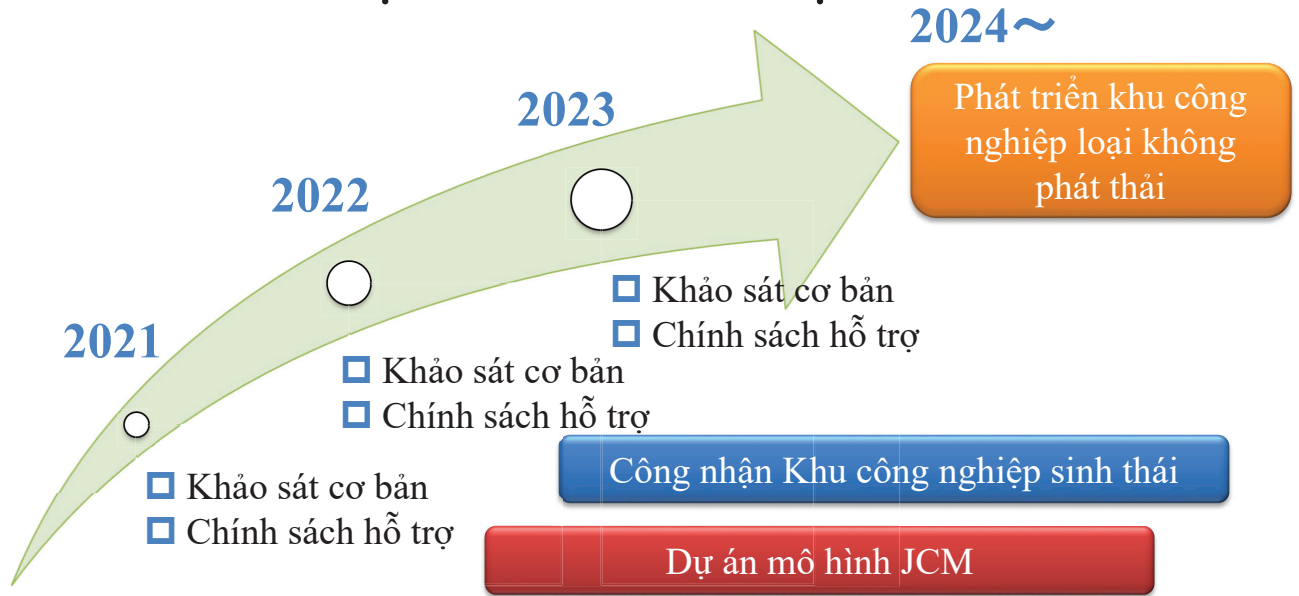 2024～
Phát triển khu công
nghiệp loại không
phát thải
2023
2022
2021
Khảo sát cơ bản
Chính sách hỗ trợ
Khảo sát cơ bản
Chính sách hỗ trợ
Khảo sát cơ bản
Chính sách hỗ trợ
Công nhận Khu công nghiệp sinh thái
Dự án mô hình JCM